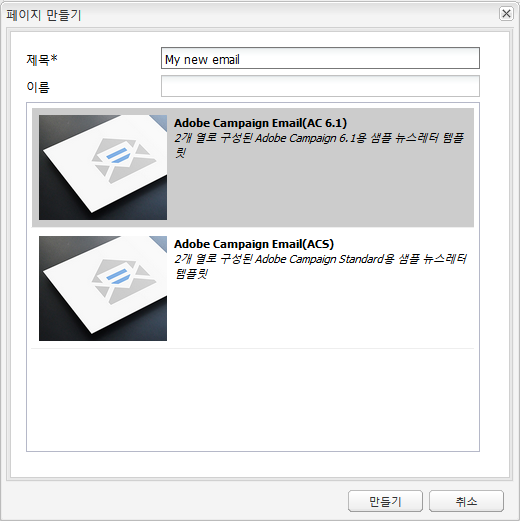 페이지 만들기
제목*
My new email
이름
Adobe Campaign Email(AC 6.1)
2개 열로 구성된 Adobe Campaign 6.1용 샘플 뉴스레터 템플
릿
Adobe Campaign Email(ACS)
2개 열로 구성된 Adobe Campaign Standard용 샘플 뉴스레터
템플릿
만들기
취소